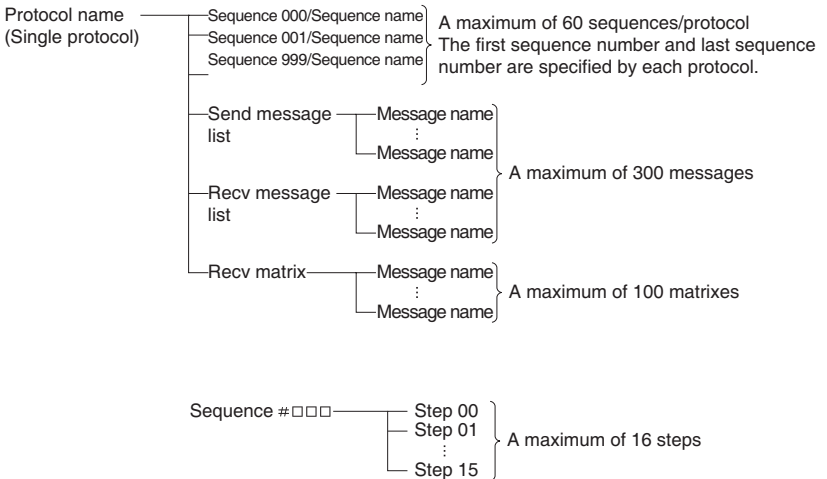 Protocol name
(Single protocol)
Sequence 000/Sequence name
Sequence 001/Sequence name
Sequence 999/Sequence name
A maximum of 60 sequences/protocol
The first sequence number and last sequence
number are specified by each protocol.
Send message
list
Message name
⋮
Message name
Recv message
list
Message name
⋮
Message name
A maximum of 300 messages
Recv matrix
Message name
⋮
Message name
A maximum of 100 matrixes
Sequence #□□□
Step 00
Step 01
⋮
Step 15
A maximum of 16 steps